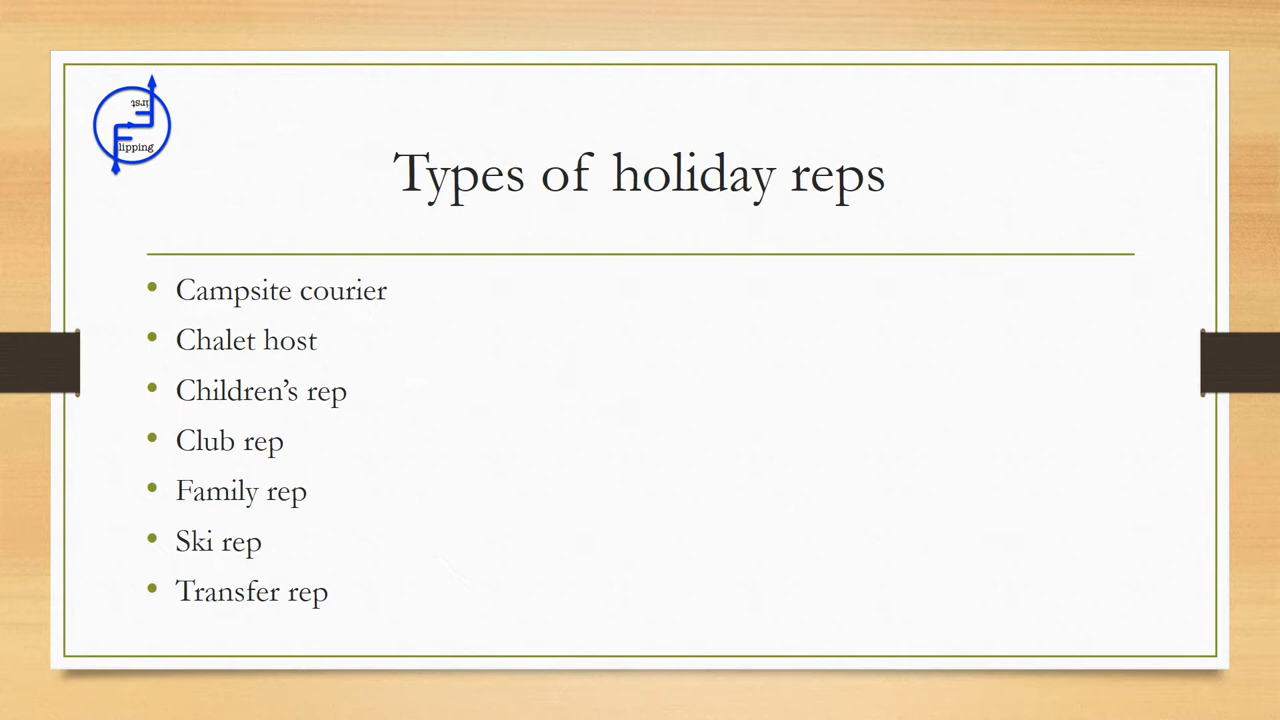 irst
lipping
Types of holiday reps
• Campsite courier
• Chalet host
• Children’s rep
• Club rep
• Family rep
• Ski rep
• Transfer rep